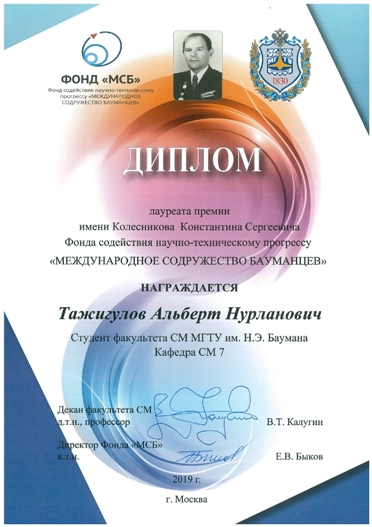 ФОНД «МСБ»
Фонд содействия научно-техническому
прогрессу «МЕЖДУНАРОДНОЕ
СОДРУЖЕСТВО БАУМАНЦЕВ»
1830
ДИПЛОМ
лауреата премии
имени Колесникова Константина Сергеевича
Фонда содействия научно-техническому прогрессу
«МЕЖДУНАРОДНОЕ СОДРУЖЕСТВО БАУМАНЦЕВ»
НАГРАЖДАЕТСЯ
Тажигулов Альберт Нурланович
Студент факультета СМ МГТУ им. Н.Э. Баумана
Кафедра СМ 7
Декан факультета СМ
д.т.н., профессор В.Т. Калугин
Директор Фонда «МСБ»
к.т.н. Е.В. Быков
2019 г.
г. Москва